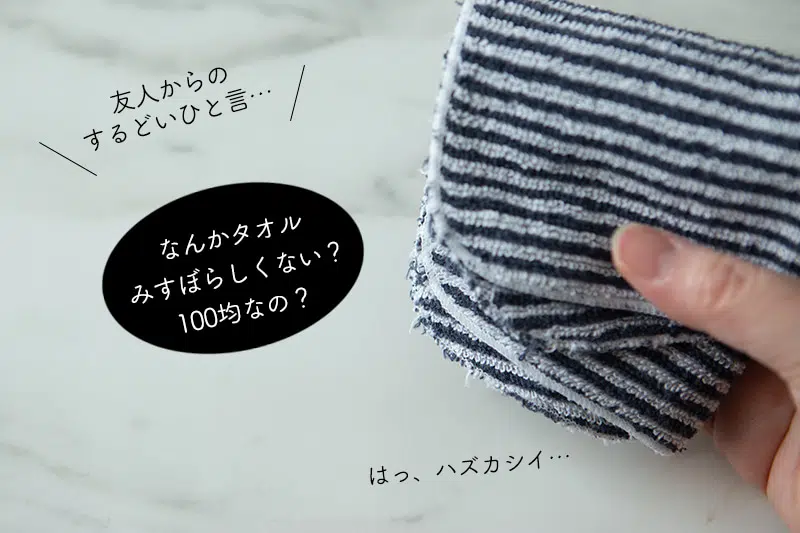 友人からの
するどいひと言…
なんかタオル
みすぼらしくない？
100均なの？
はっ、ハズカシイ…